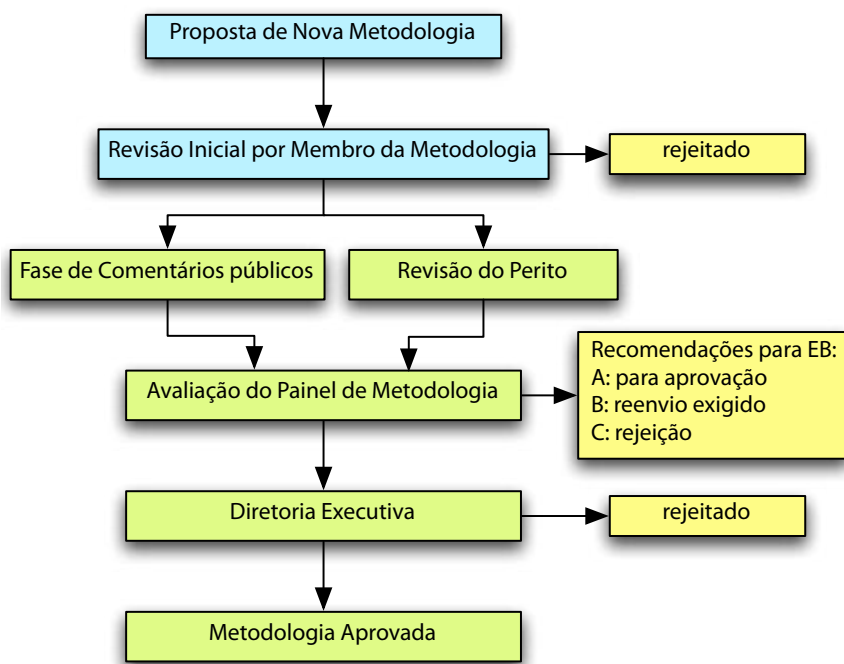 Proposta de Nova Metodologia
Revisão Inicial por Membro da Metodologia
rejeitado
Fase de Comentários públicos
Revisão do Perito
Avaliação do Painel de Metodologia
Recomendações para EB:
A: para aprovação
B: reenvio exigido
C: rejeição
Diretoria Executiva
rejeitado
Metodologia Aprovada